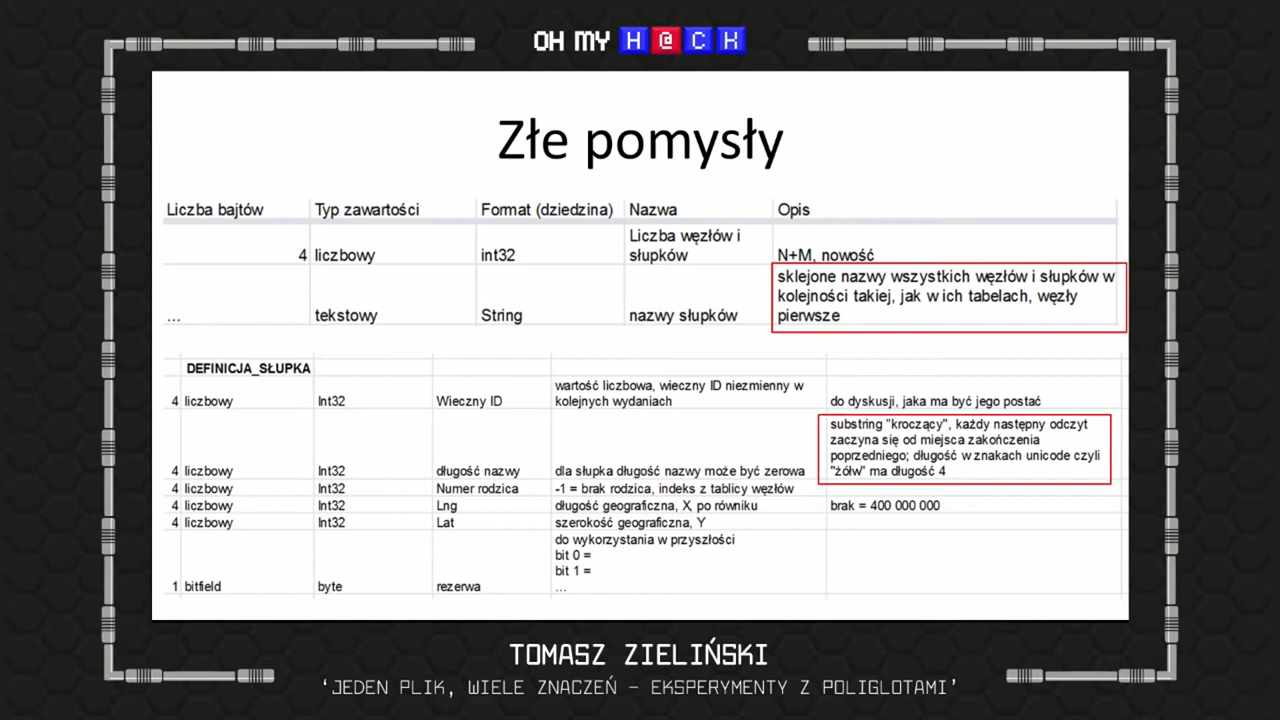 OH MY H@CK
Złe pomysły
Liczba bajtów Typ zawartości Format (dziedzina) Nazwa Opis
Liczba węzłów i
4 liczbowy int32 słupków N+M, nowość
sklejone nazwy wszystkich węzłów i słupków w
kolejności takiej, jak w ich tabelach, węzły
... tekstowy String nazwy słupków pierwsze
DEFINICJA_SŁUPKA
wartość liczbowa, wieczny ID niezmienny w
4 liczbowy Int32 Wieczny ID kolejnych wydaniach do dyskusji, jaka ma być jego postać
substring "kroczący", każdy następny odczyt
zaczyna się od miejsca zakończenia
poprzedniego; długość w znakach unicode czyli
4 liczbowy Int32 długość nazwy dla słupka długość nazwy może być zerowa "żółw" ma długość 4
4 liczbowy Int32 Numer rodzica -1 = brak rodzica, indeks z tablicy węzłów
4 liczbowy Int32 Lng długość geograficzna, X, po równiku brak = 400 000 000
4 liczbowy Int32 Lat szerokość geograficzna, Y
do wykorzystania w przyszłości
bit 0 =
bit 1 =
1 bitfield byte rezerwa ...
TOMASZ ZIELIŃSKI
'JEDEN PLIK, WIELE ZNACZEŃ – EKSPERYMENTY Z POLIGLOTAMI'